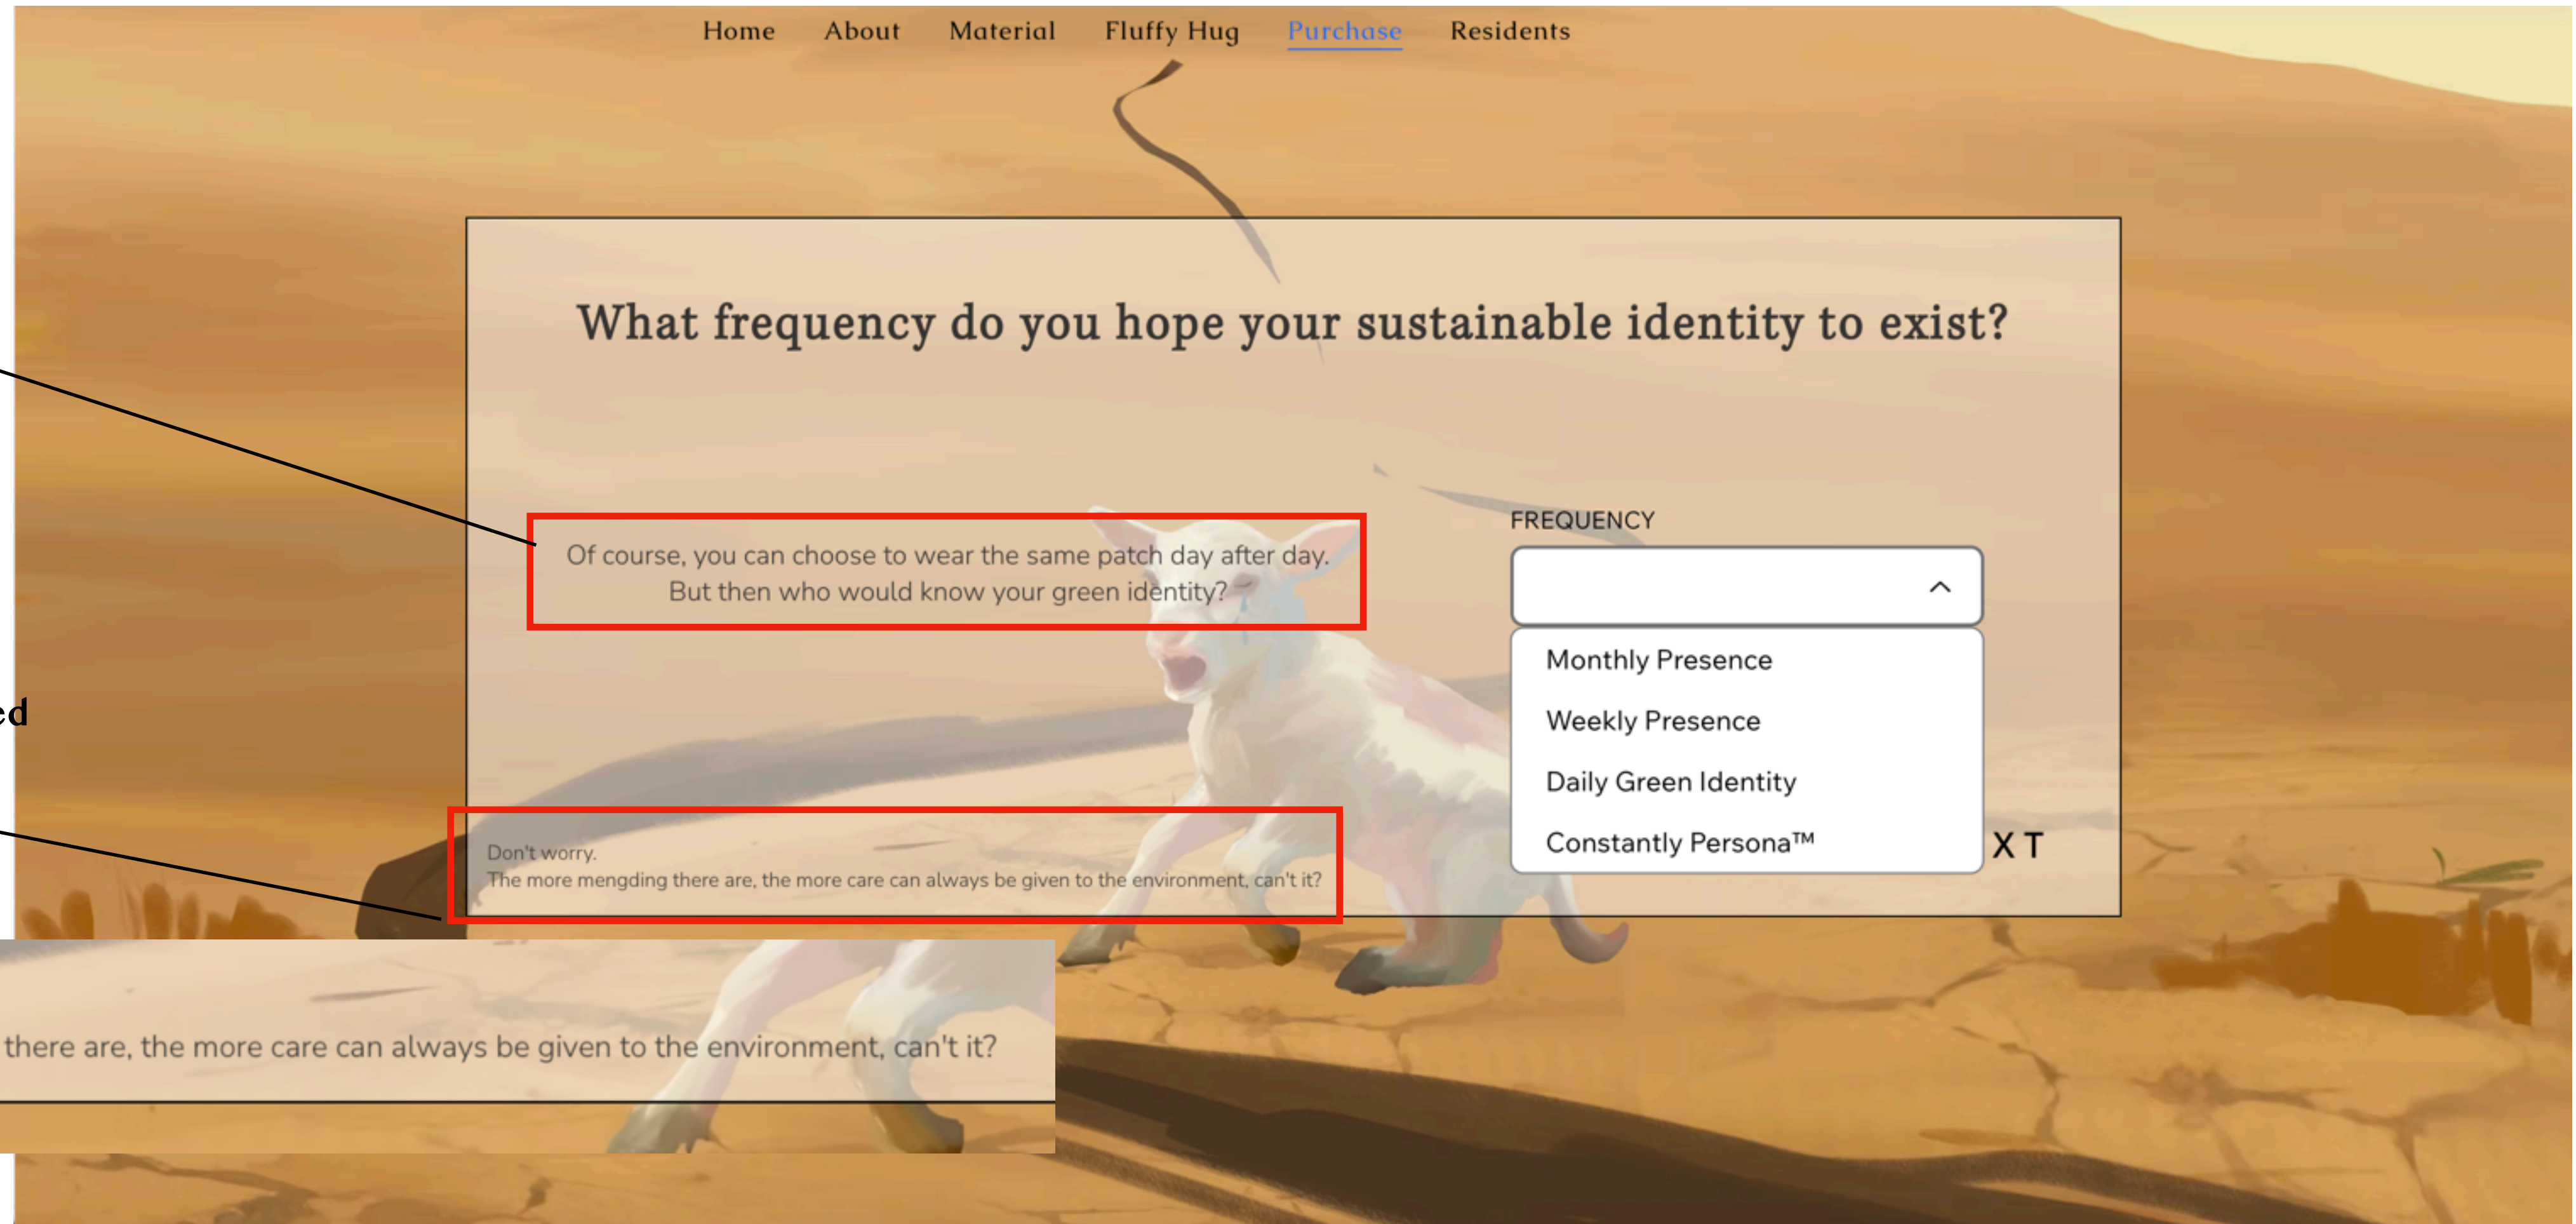 Home About Material Fluffy Hug Purchase Residents
What frequency do you hope your sustainable identity to exist?
Of course, you can choose to wear the same patch day after day.
But then who would know your green identity?
FREQUENCY
Monthly Presence
Weekly Presence
Daily Green Identity
Constantly Persona™
XT
ed
Don't worry.
The more mengding there are, the more care can always be given to the environment, can't it?
there are, the more care can always be given to the environment, can't it?